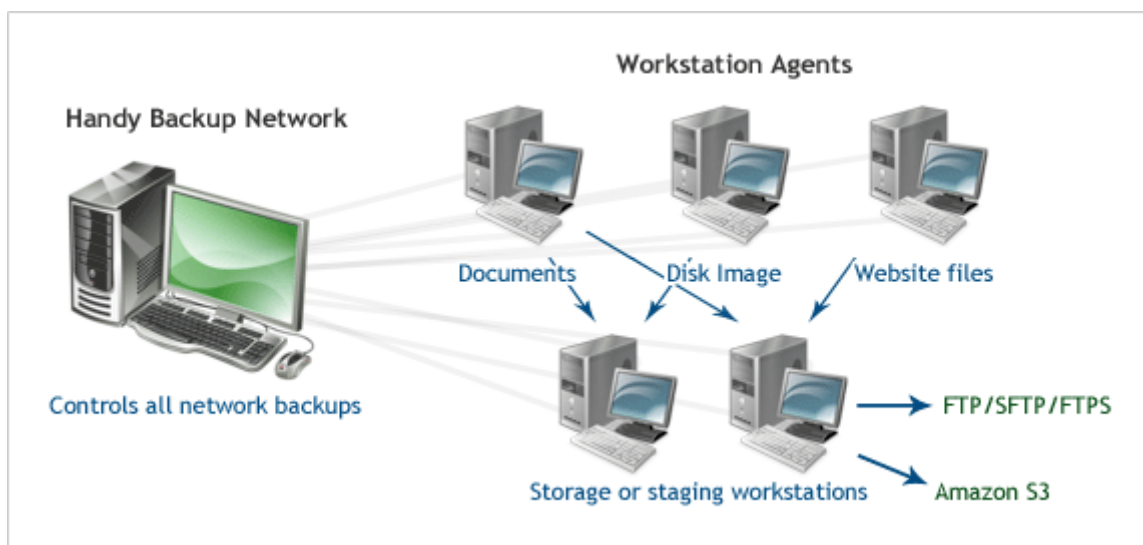 Workstation Agents
Handy Backup Network
Documents
Disk Image
Website files
Controls all network backups
FTP/SFTP/FTPS
Storage or staging workstations
Amazon S3